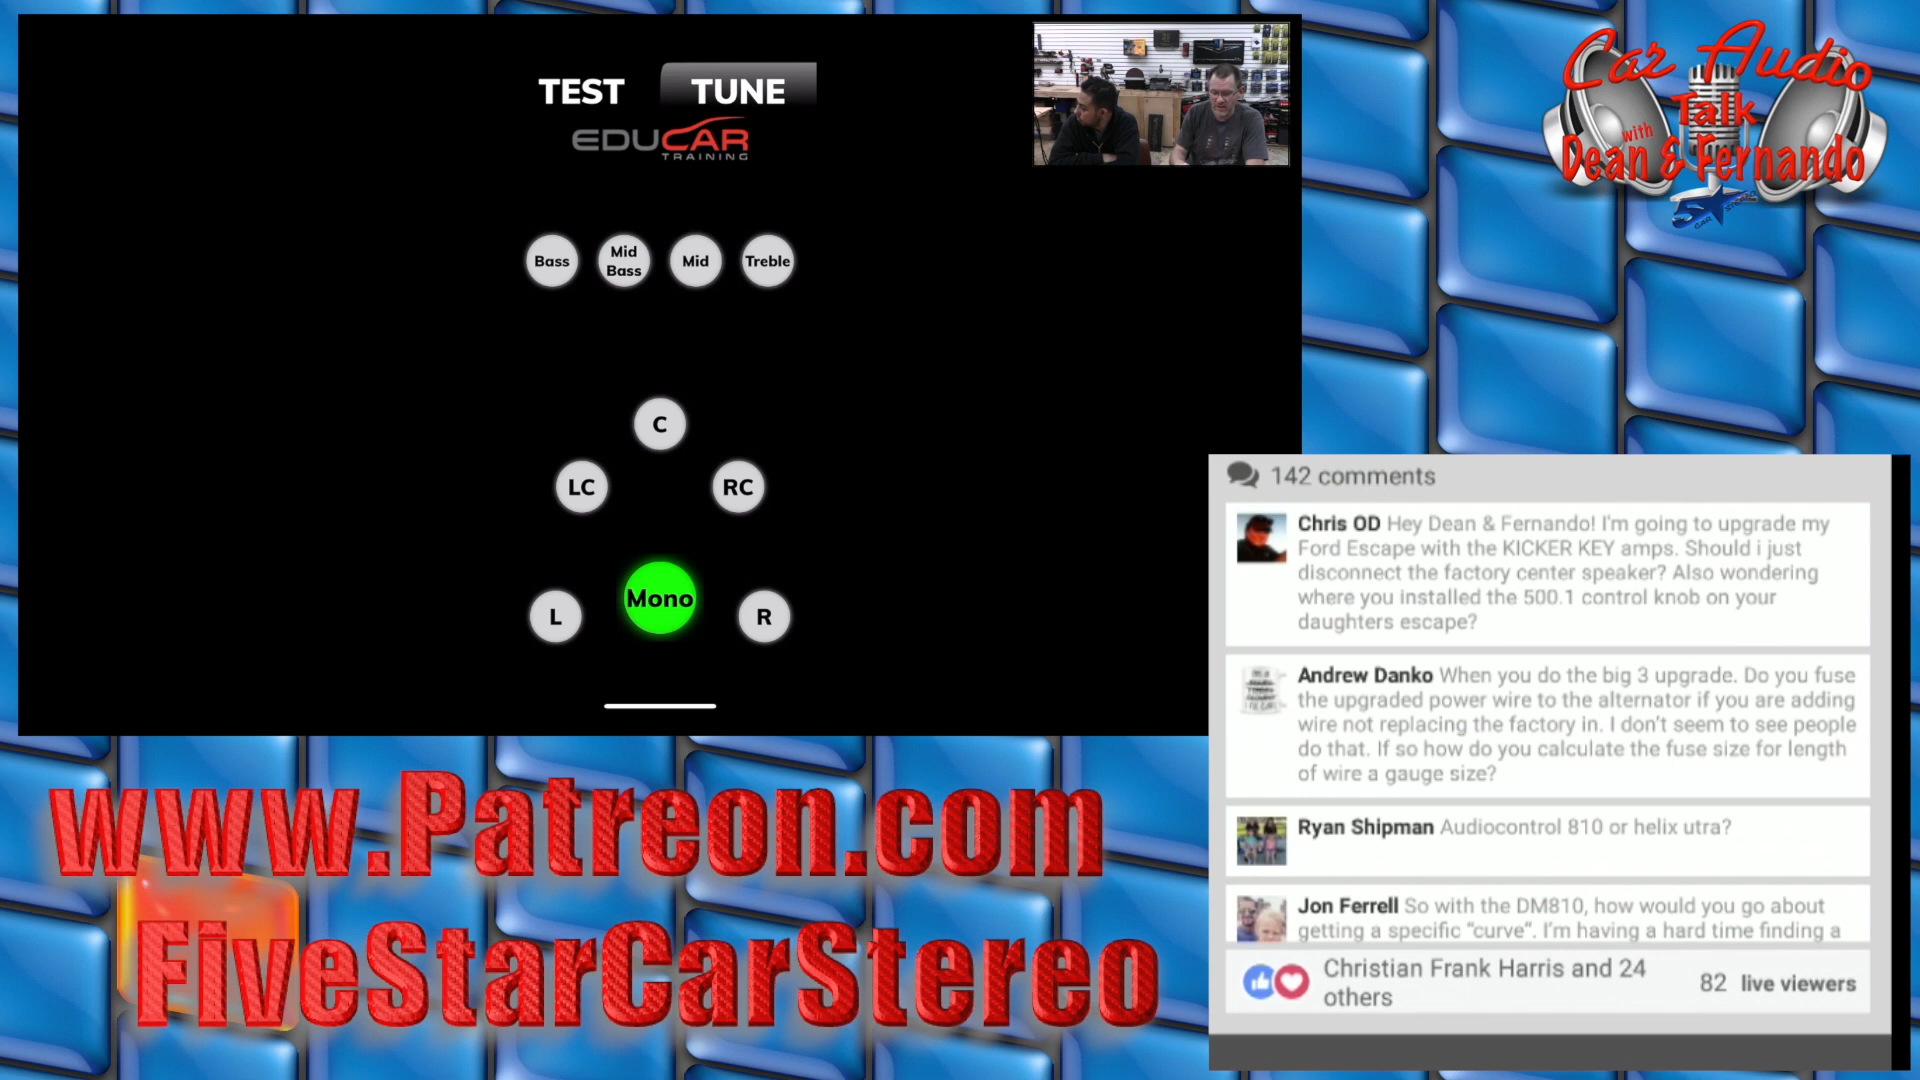 TEST
TUNE
EDUCAR
TRAINING
Bass
Mid
Bass
Mid
Treble
C
LC
RC
L
Mono
R
Car Audio
Talk
with
Dean & Fernando
142 comments
Chris OD Hey Dean & Fernando! I'm going to upgrade my
Ford Escape with the KICKER KEY amps. Should i just
disconnect the factory center speaker? Also wondering
where you installed the 500.1 control knob on your
daughters escape?
Andrew Danko When you do the big 3 upgrade. Do you fuse
the upgraded power wire to the alternator if you are adding
wire not replacing the factory in. I don't seem to see people
do that. If so how do you calculate the fuse size for length
of wire a gauge size?
Ryan Shipman Audiocontrol 810 or helix utra?
Jon Ferrell So with the DM810, how would you go about
getting a specific “curve”. I'm having a hard time finding a
Christian Frank Harris and 24
others
82 live viewers
www.Patreon.com
FiveStarCarStereo